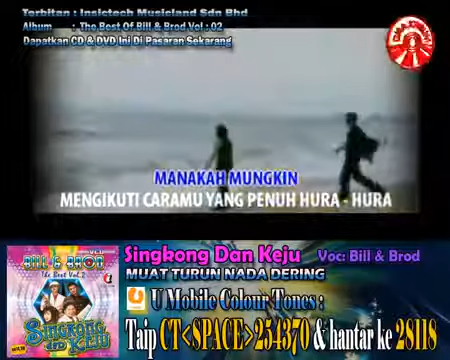 Terbitan : Insictech Musicland Sdn Bhd
Album : The Best Of Bill & Brod Vol : 02
Dapatkan CD & DVD Ini Di Pasaran Sekarang
MANAKAH MUNGKIN
MENGIKUTI CARAMU YANG PENUH HURA - HURA
BILL & BROD
The Best Vol. 2
SINGKONG
DAN KEJU
Singkong Dan Keju Voc: Bill & Brod
MUAT TURUN NADA DERING
U Mobile Colour Tones :
Taip CT<SPACE>254370 & hantar ke 28118